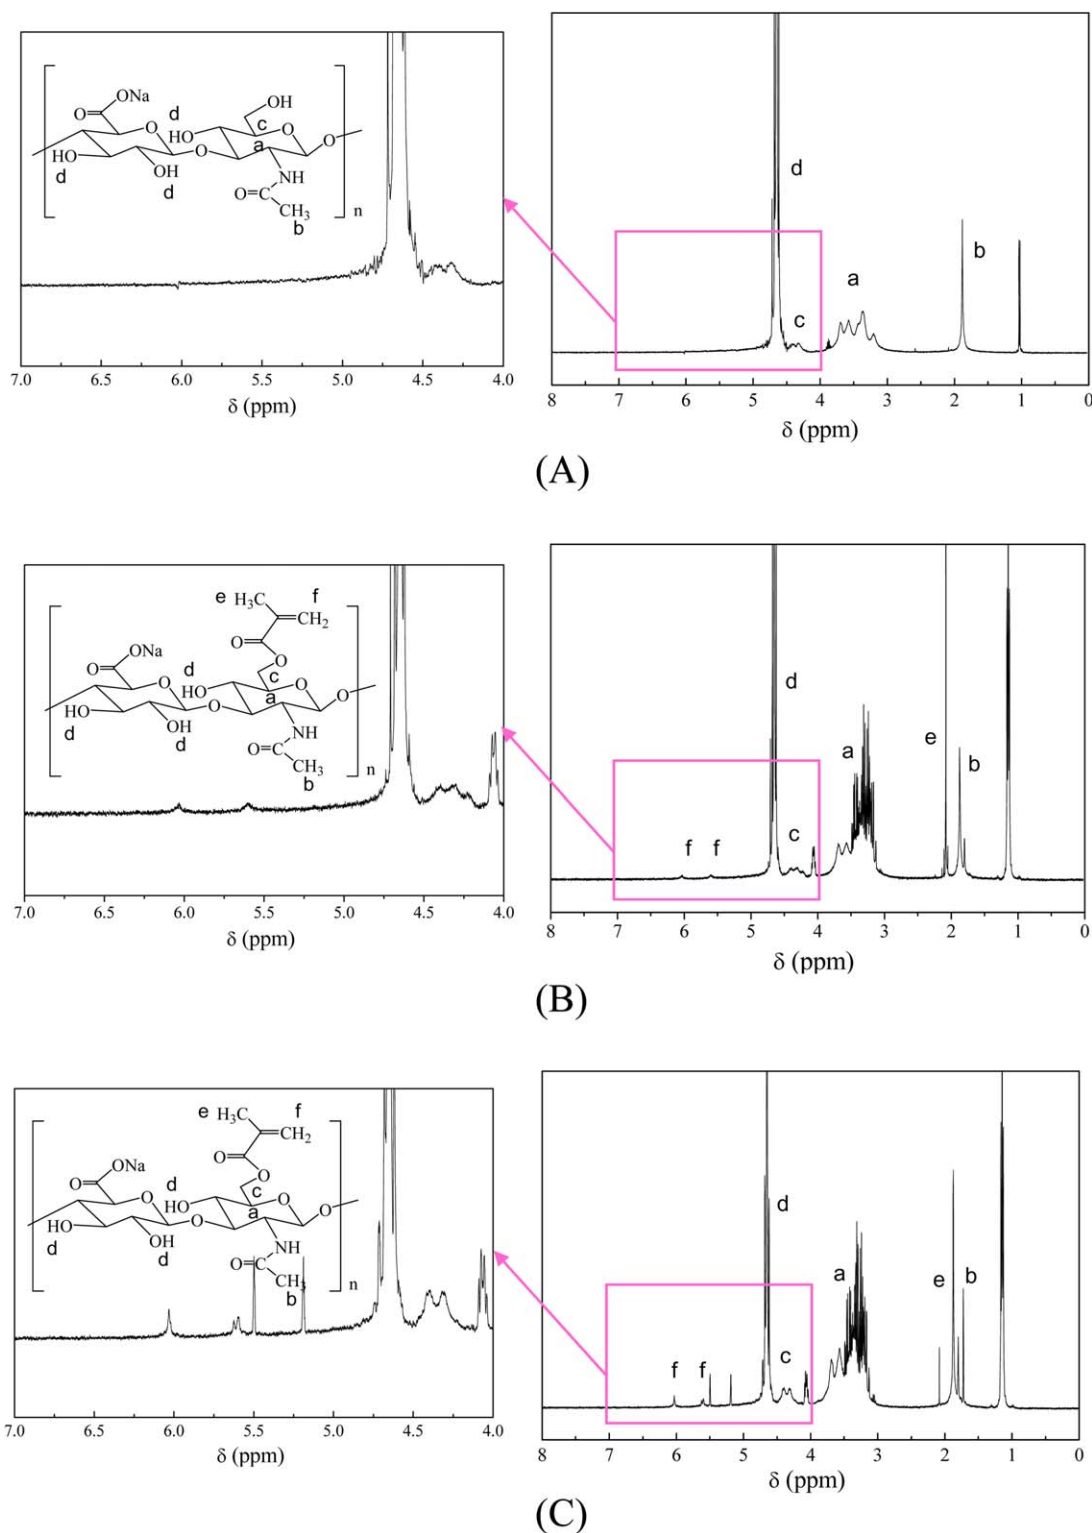 ONa
O
d
OH
c
O
O
HO
a
O
O
HO
OH
NH
d
d
O=C
CH₃
b
n
7.0 6.5 6.0 5.5 5.0 4.5 4.0
δ (ppm)
d
b
a
c
8 7 6 5 4 3 2 1 0
δ (ppm)
(A)
e H₃C f
CH₂
O
O
ONa
O
d
c
O
O
HO
a
O
O
HO
OH
NH
d
d
O=C
CH₃
b
n
7.0 6.5 6.0 5.5 5.0 4.5 4.0
δ (ppm)
d
a
e
b
c
f f
8 7 6 5 4 3 2 1 0
δ (ppm)
(B)
e H₃C f
CH₂
O
O
ONa
O
d
c
O
O
HO
a
O
O
HO
OH
NH
d
d
O=C
CH₃
b
n
7.0 6.5 6.0 5.5 5.0 4.5 4.0
δ (ppm)
d
a
e
b
c
f f
8 7 6 5 4 3 2 1 0
δ (ppm)
(C)